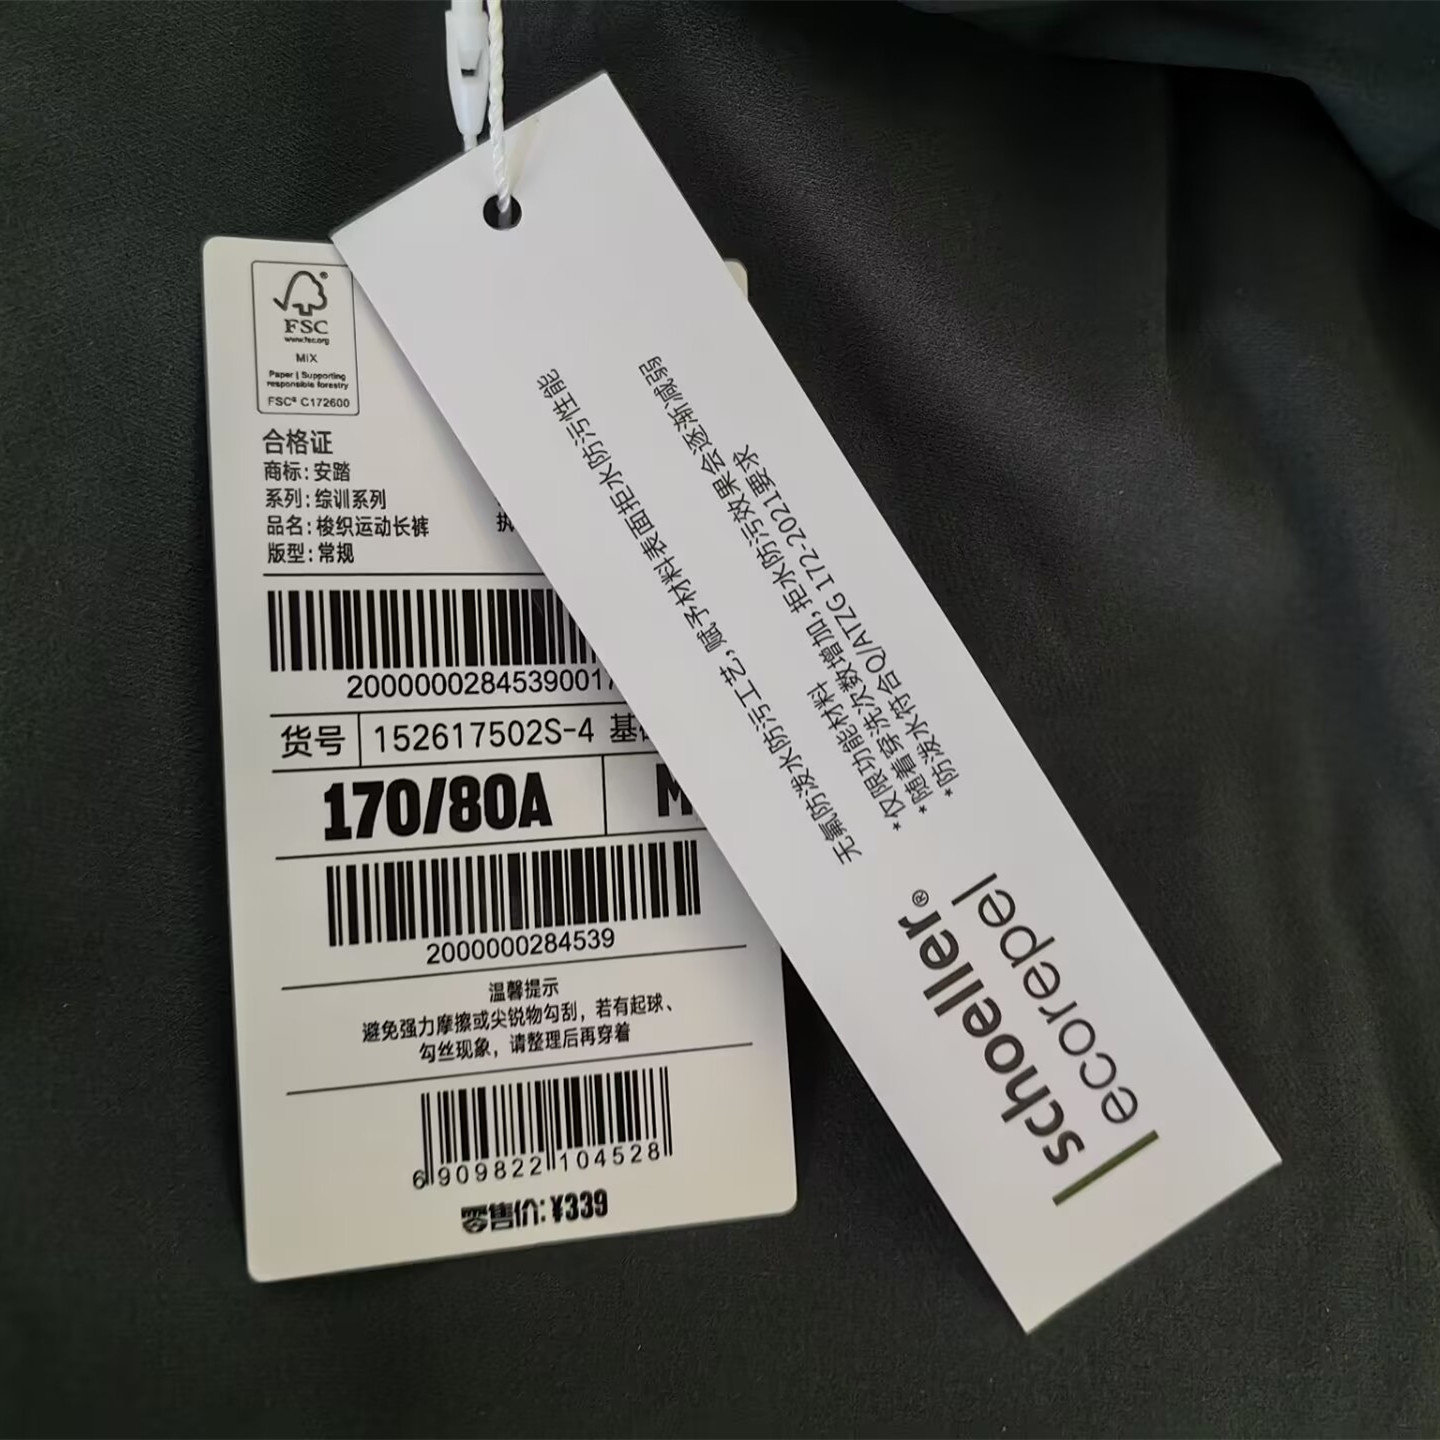 FSC®
www.fsc.org
MIX
Paper | Supporting
responsible forestry
FSC® C172600
合格证
商标:安踏
系列:综训系列
品名:梭织运动长裤
版型:常规
执
2000000284539001
货号 152617502S-4 基
170/80A M
2000000284539
温馨提示
避免强力摩擦或尖锐物勾刮，若有起球、
勾丝现象，请整理后再穿着
6 909822 104528
零售价:¥339
无氟防泼水防污工艺，赋予材料表面拒水防污性能
*仅限功能材料
*随着穿洗次数增加，拒水防污效果会逐渐减弱
*防泼水符合Q/ATZG 172-2021要求
schoeller®
ecorepel